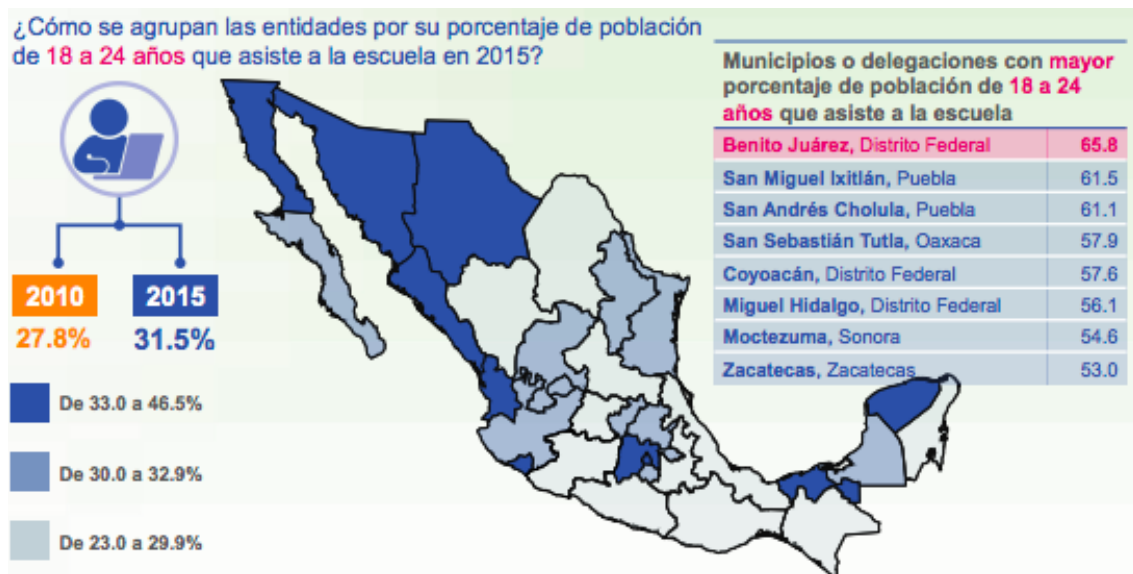 ¿Cómo se agrupan las entidades por su porcentaje de población
de 18 a 24 años que asiste a la escuela en 2015?
2010 2015
27.8% 31.5%
De 33.0 a 46.5%
De 30.0 a 32.9%
De 23.0 a 29.9%
Municipios o delegaciones con mayor
porcentaje de población de 18 a 24
años que asiste a la escuela
Benito Juárez, Distrito Federal 65.8
San Miguel Ixitlán, Puebla 61.5
San Andrés Cholula, Puebla 61.1
San Sebastián Tutla, Oaxaca 57.9
Coyoacán, Distrito Federal 57.6
Miguel Hidalgo, Distrito Federal 56.1
Moctezuma, Sonora 54.6
Zacatecas, Zacatecas 53.0